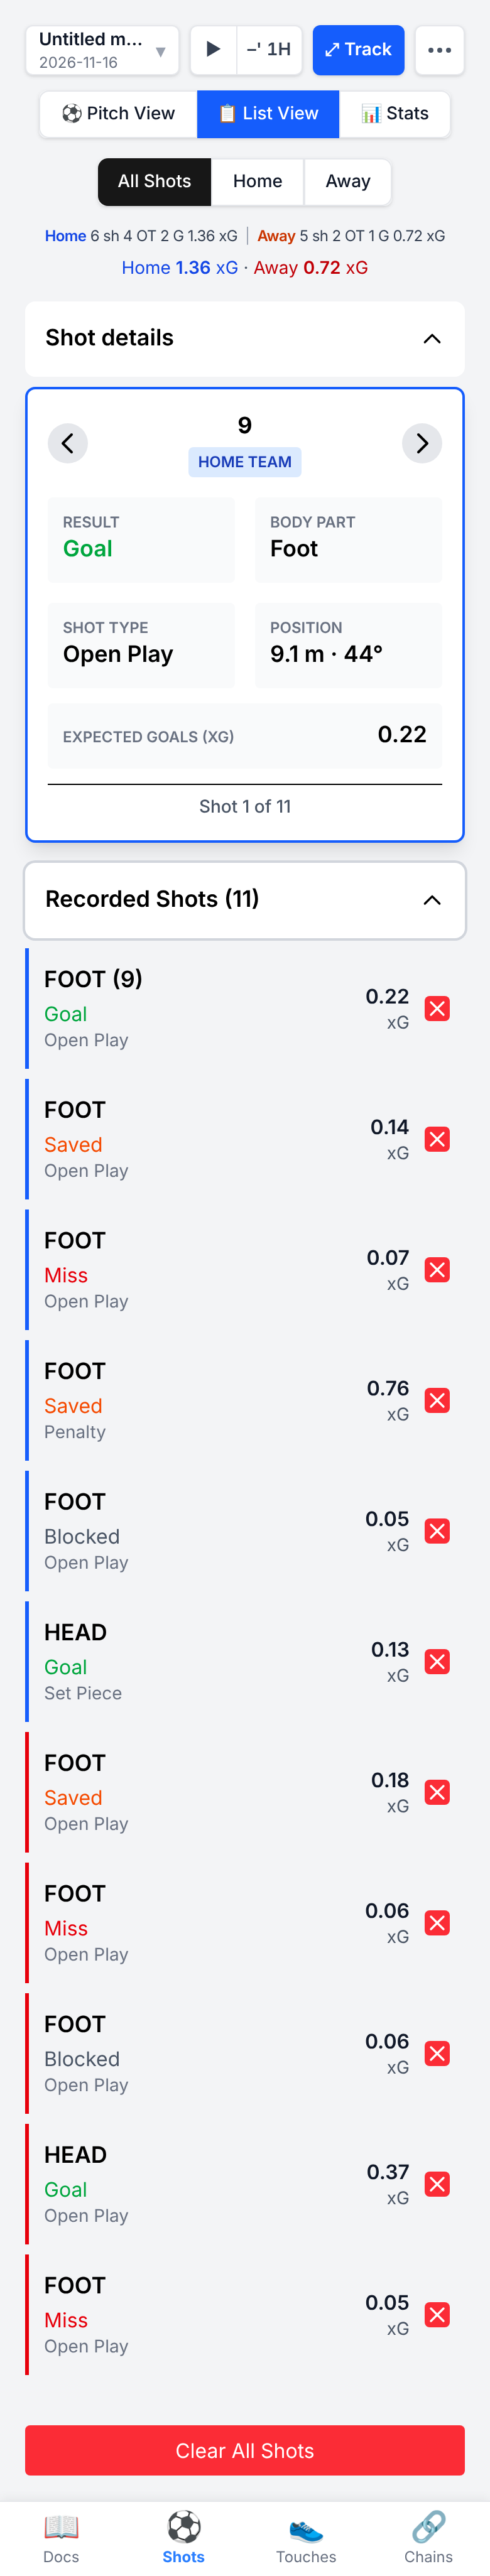 Untitled m...
2026-11-16
–' 1H
Track
Pitch View
List View
Stats
All Shots
Home
Away
Home 6 sh 4 OT 2 G 1.36 xG | Away 5 sh 2 OT 1 G 0.72 xG
Home 1.36 xG · Away 0.72 xG
Shot details
9
HOME TEAM
RESULT
Goal
BODY PART
Foot
SHOT TYPE
Open Play
POSITION
9.1 m · 44°
EXPECTED GOALS (XG)
0.22
Shot 1 of 11
Recorded Shots (11)
FOOT (9)
Goal
Open Play
0.22
xG
FOOT
Saved
Open Play
0.14
xG
FOOT
Miss
Open Play
0.07
xG
FOOT
Saved
Penalty
0.76
xG
FOOT
Blocked
Open Play
0.05
xG
HEAD
Goal
Set Piece
0.13
xG
FOOT
Saved
Open Play
0.18
xG
FOOT
Miss
Open Play
0.06
xG
FOOT
Blocked
Open Play
0.06
xG
HEAD
Goal
Open Play
0.37
xG
FOOT
Miss
Open Play
0.05
xG
Clear All Shots
Docs
Shots
Touches
Chains